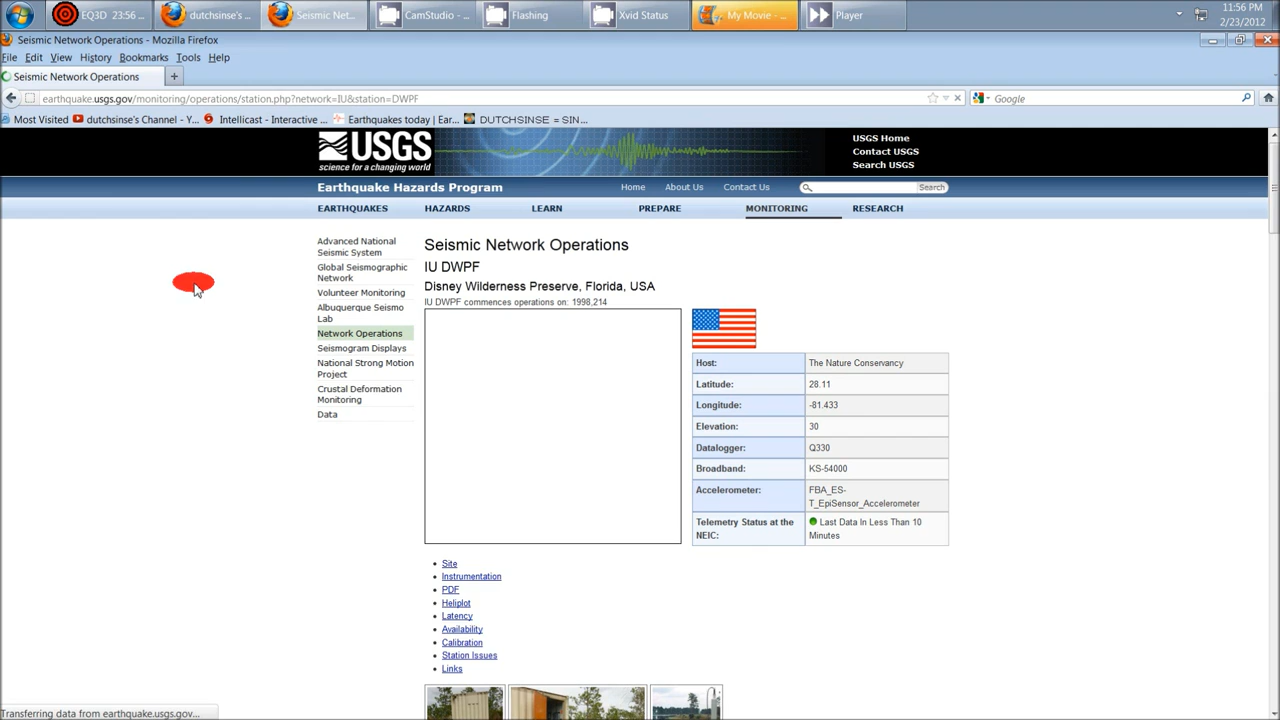 EQ3D 23:56 ...
dutchsinse's ...
Seismic Net...
CamStudio - ...
Flashing
Xvid Status
My Movie - ...
Player
11:56 PM
2/23/2012
Seismic Network Operations - Mozilla Firefox
File Edit View History Bookmarks Tools Help
Seismic Network Operations
earthquake.usgs.gov/monitoring/operations/station.php?network=IU&station=DWPF
Google
Most Visited
dutchsinse's Channel - Y...
Intellicast - Interactive ...
Earthquakes today | Ear...
DUTCHSINSE = SIN...
USGS
science for a changing world
USGS Home
Contact USGS
Search USGS
Earthquake Hazards Program
Home About Us Contact Us
Search
EARTHQUAKES HAZARDS LEARN PREPARE MONITORING RESEARCH
Advanced National
Seismic System
Global Seismographic
Network
Volunteer Monitoring
Albuquerque Seismo
Lab
Network Operations
Seismogram Displays
National Strong Motion
Project
Crustal Deformation
Monitoring
Data
Seismic Network Operations
IU DWPF
Disney Wilderness Preserve, Florida, USA
IU DWPF commences operations on: 1998,214
Host: The Nature Conservancy
Latitude: 28.11
Longitude: -81.433
Elevation: 30
Datalogger: Q330
Broadband: KS-54000
Accelerometer: FBA_ES-
T_EpiSensor_Accelerometer
Telemetry Status at the Last Data In Less Than 10
NEIC: Minutes
Site
Instrumentation
PDF
Heliplot
Latency
Availability
Calibration
Station Issues
Links
Transferring data from earthquake.usgs.gov...